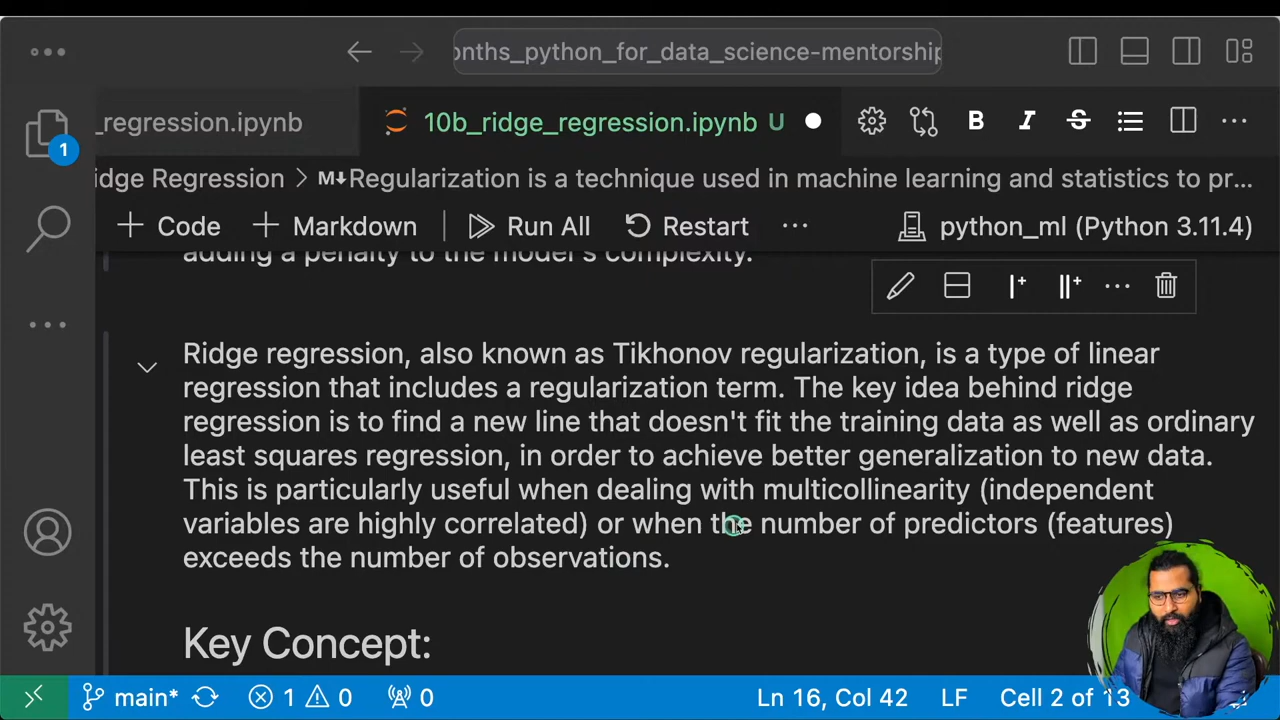 onths_python_for_data_science-mentorship
_regression.ipynb
10b_ridge_regression.ipynb U
idge Regression > M↓Regularization is a technique used in machine learning and statistics to pr...
+ Code + Markdown Run All Restart ... python_ml (Python 3.11.4)
adding a penalty to the model's complexity.
Ridge regression, also known as Tikhonov regularization, is a type of linear
regression that includes a regularization term. The key idea behind ridge
regression is to find a new line that doesn't fit the training data as well as ordinary
least squares regression, in order to achieve better generalization to new data.
This is particularly useful when dealing with multicollinearity (independent
variables are highly correlated) or when the number of predictors (features)
exceeds the number of observations.
Key Concept:
1
main* 1 0 0 Ln 16, Col 42 LF Cell 2 of 13